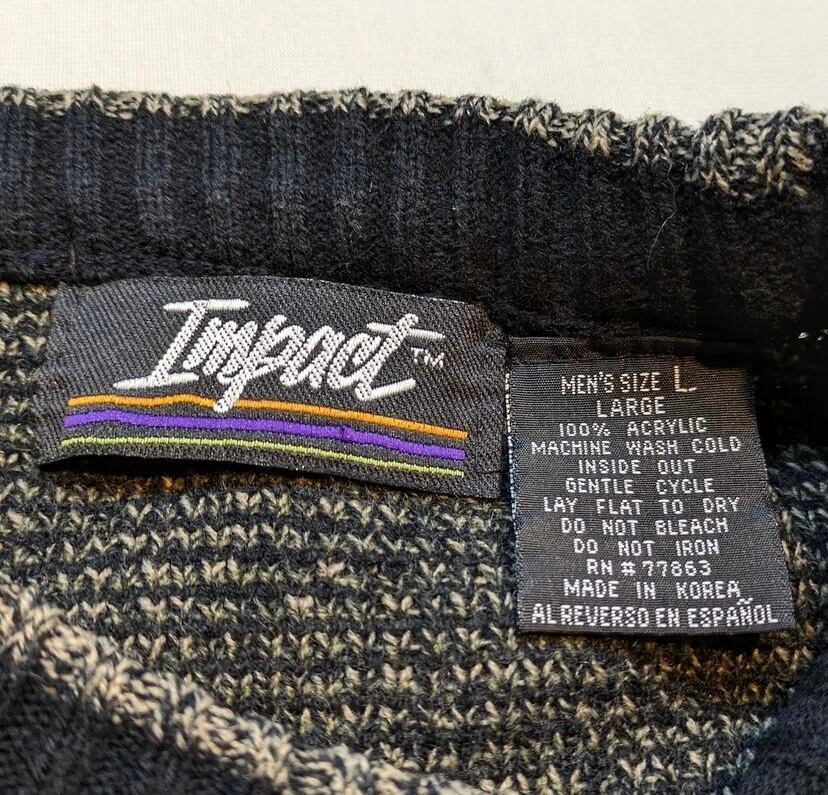 Impact™
MEN'S SIZE L
LARGE
100% ACRYLIC
MACHINE WASH COLD
INSIDE OUT
GENTLE CYCLE
LAY FLAT TO DRY
DO NOT BLEACH
DO NOT IRON
RN # 77863
MADE IN KOREA
AL REVERSO EN ESPAÑOL